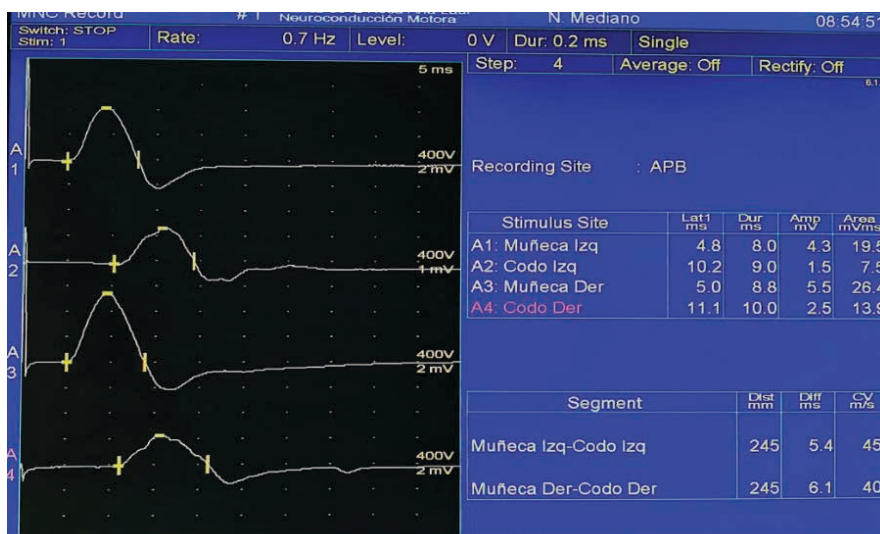 MNC Record
# 1
Neuroconducción Motora
N. Mediano
08:54:51
Switch: STOP
Stim: 1
Rate: 0.7 Hz
Level: 0 V
Dur: 0.2 ms
Single
Step: 4
Average: Off
Rectify: Off
5 ms
A
1
400V
2 mV
A
2
400V
1 mV
A
3
400V
2 mV
A
4
400V
2 mV
Recording Site : APB
Stimulus Site Lat1 ms Dur ms Amp mV Area mVms
A1: Muñeca Izq 4.8 8.0 4.3 19.5
A2: Codo Izq 10.2 9.0 1.5 7.5
A3: Muñeca Der 5.0 8.8 5.5 26.4
A4: Codo Der 11.1 10.0 2.5 13.9
Segment Dist mm Diff ms CV m/s
Muñeca Izq-Codo Izq 245 5.4 45
Muñeca Der-Codo Der 245 6.1 40